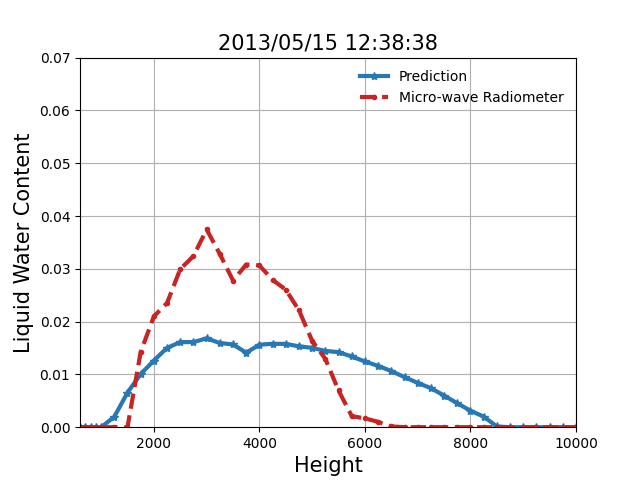 2013/05/15 12:38:38
0.07
0.06
0.05
0.04
0.03
0.02
0.01
0.00
Liquid Water Content
Prediction
Micro-wave Radiometer
2000 4000 6000 8000 10000
Height